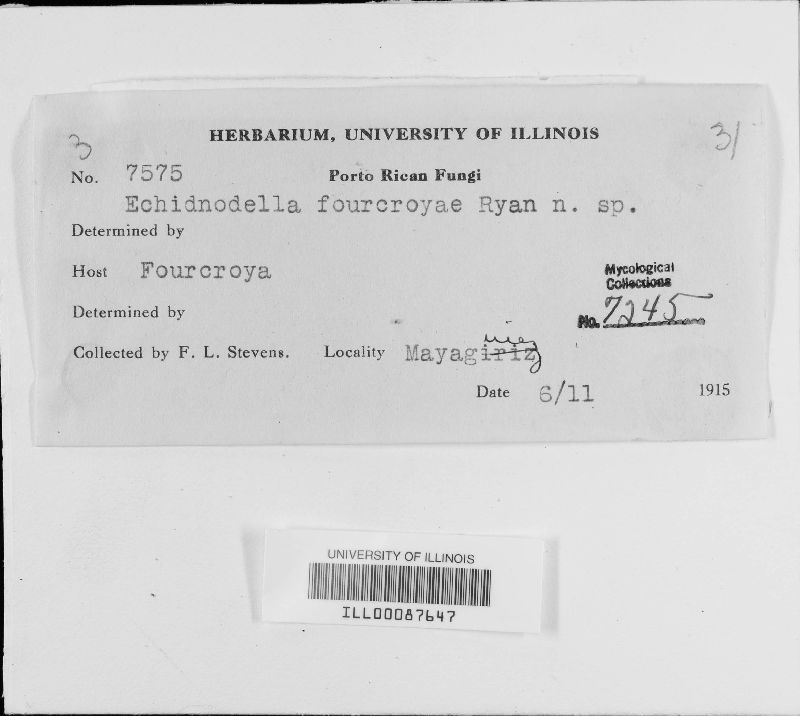 HERBARIUM, UNIVERSITY OF ILLINOIS
3
31
No. 7575 Porto Rican Fungi
Echidnodella fourcroyae Ryan n. sp.
Determined by
Host Fourcroya
Mycological
Collections
No. 7245
Determined by
Collected by F. L. Stevens. Locality Mayagiriz uez
Date 6/11 1915
UNIVERSITY OF ILLINOIS
ILL00087647